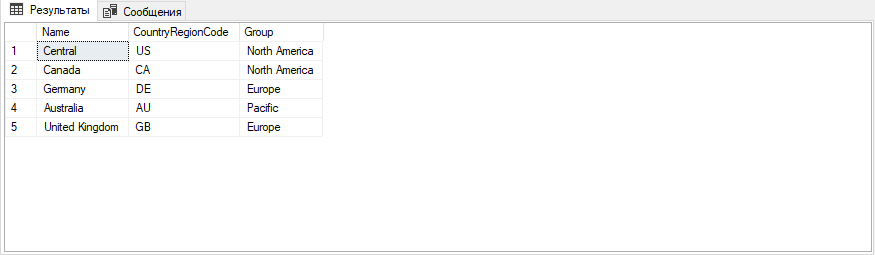 Результаты Сообщения
Name CountryRegionCode Group
1 Central US North America
2 Canada CA North America
3 Germany DE Europe
4 Australia AU Pacific
5 United Kingdom GB Europe